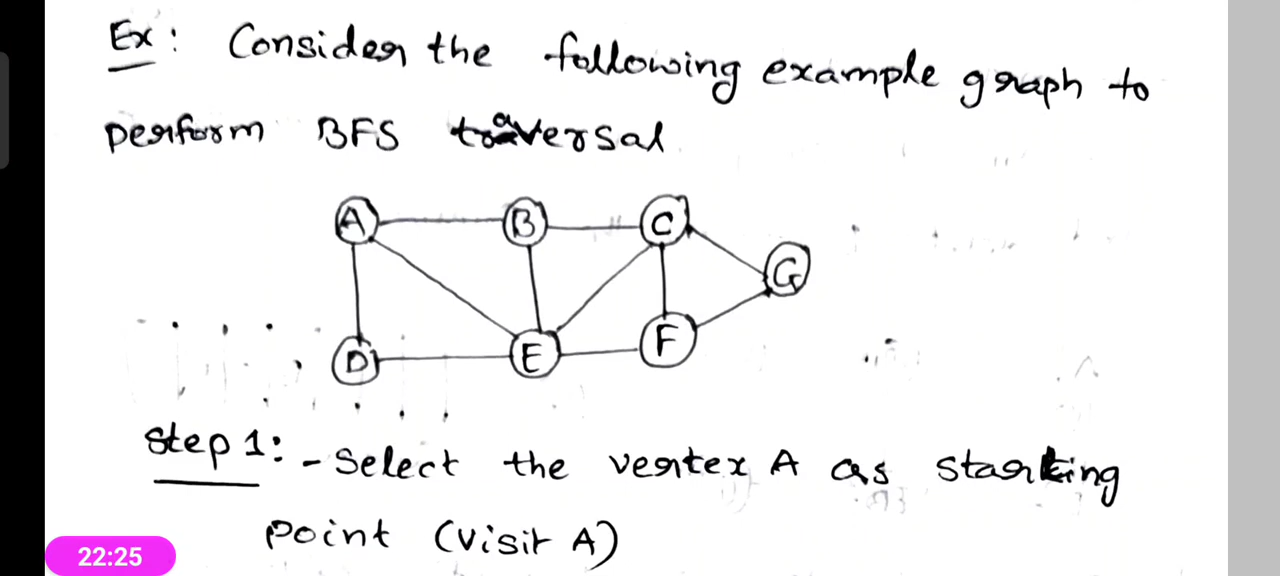 Ex: Consider the following example graph to
perform BFS traversal
A B C
G
D E F
Step 1: - Select the vertex A as starting
point (visit A)
22:25